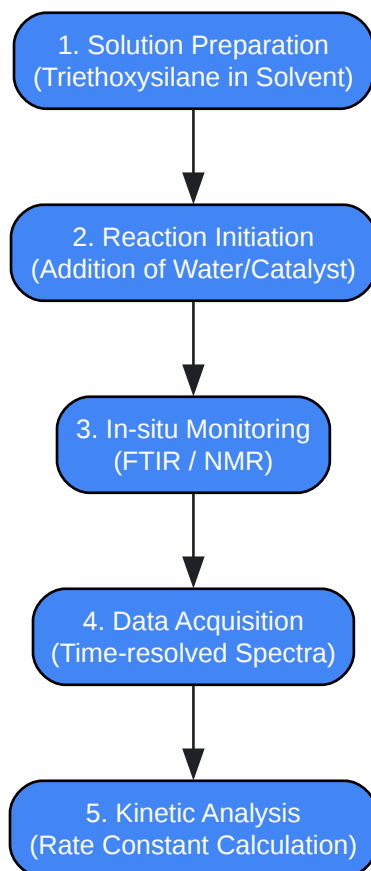 1. Solution Preparation
(Triethoxysilane in Solvent)
2. Reaction Initiation
(Addition of Water/Catalyst)
3. In-situ Monitoring
(FTIR / NMR)
4. Data Acquisition
(Time-resolved Spectra)
5. Kinetic Analysis
(Rate Constant Calculation)